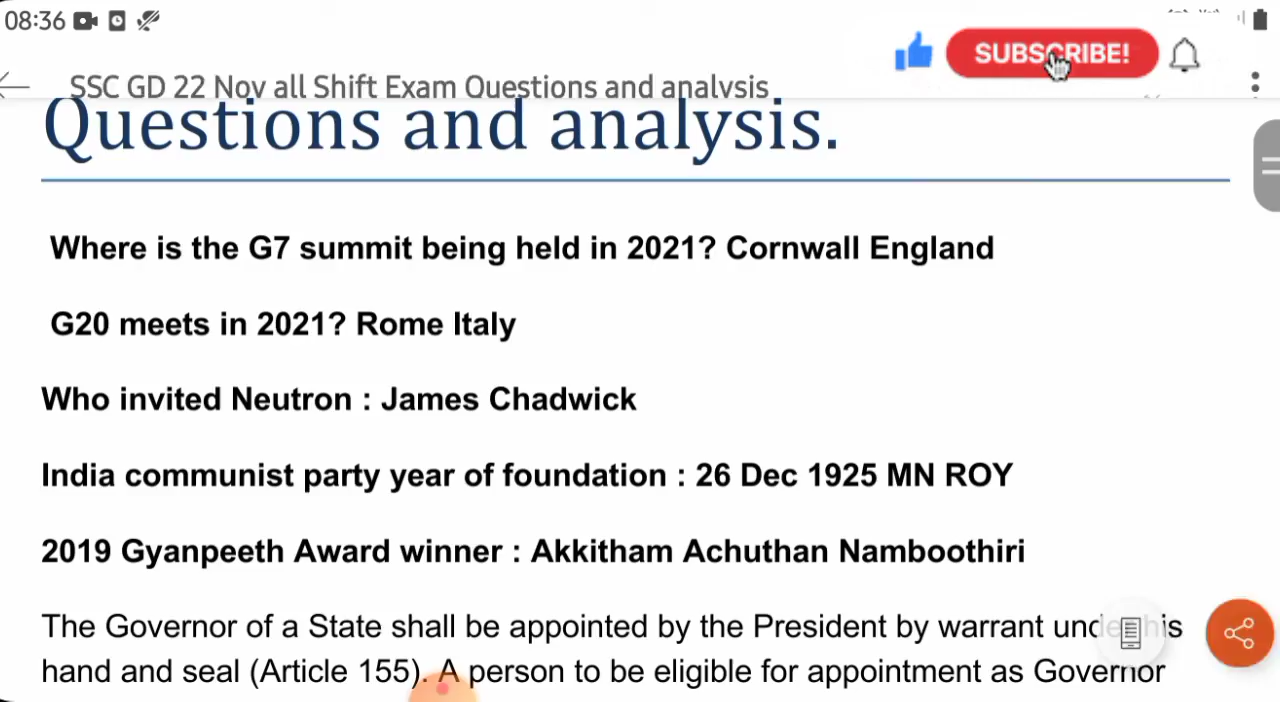 08:36
SUBSCRIBE!
SSC GD 22 Nov all Shift Exam Questions and analysis
Questions and analysis.
Where is the G7 summit being held in 2021? Cornwall England
G20 meets in 2021? Rome Italy
Who invited Neutron : James Chadwick
India communist party year of foundation : 26 Dec 1925 MN ROY
2019 Gyanpeeth Award winner : Akkitham Achuthan Namboothiri
The Governor of a State shall be appointed by the President by warrant under his
hand and seal (Article 155). A person to be eligible for appointment as Governor